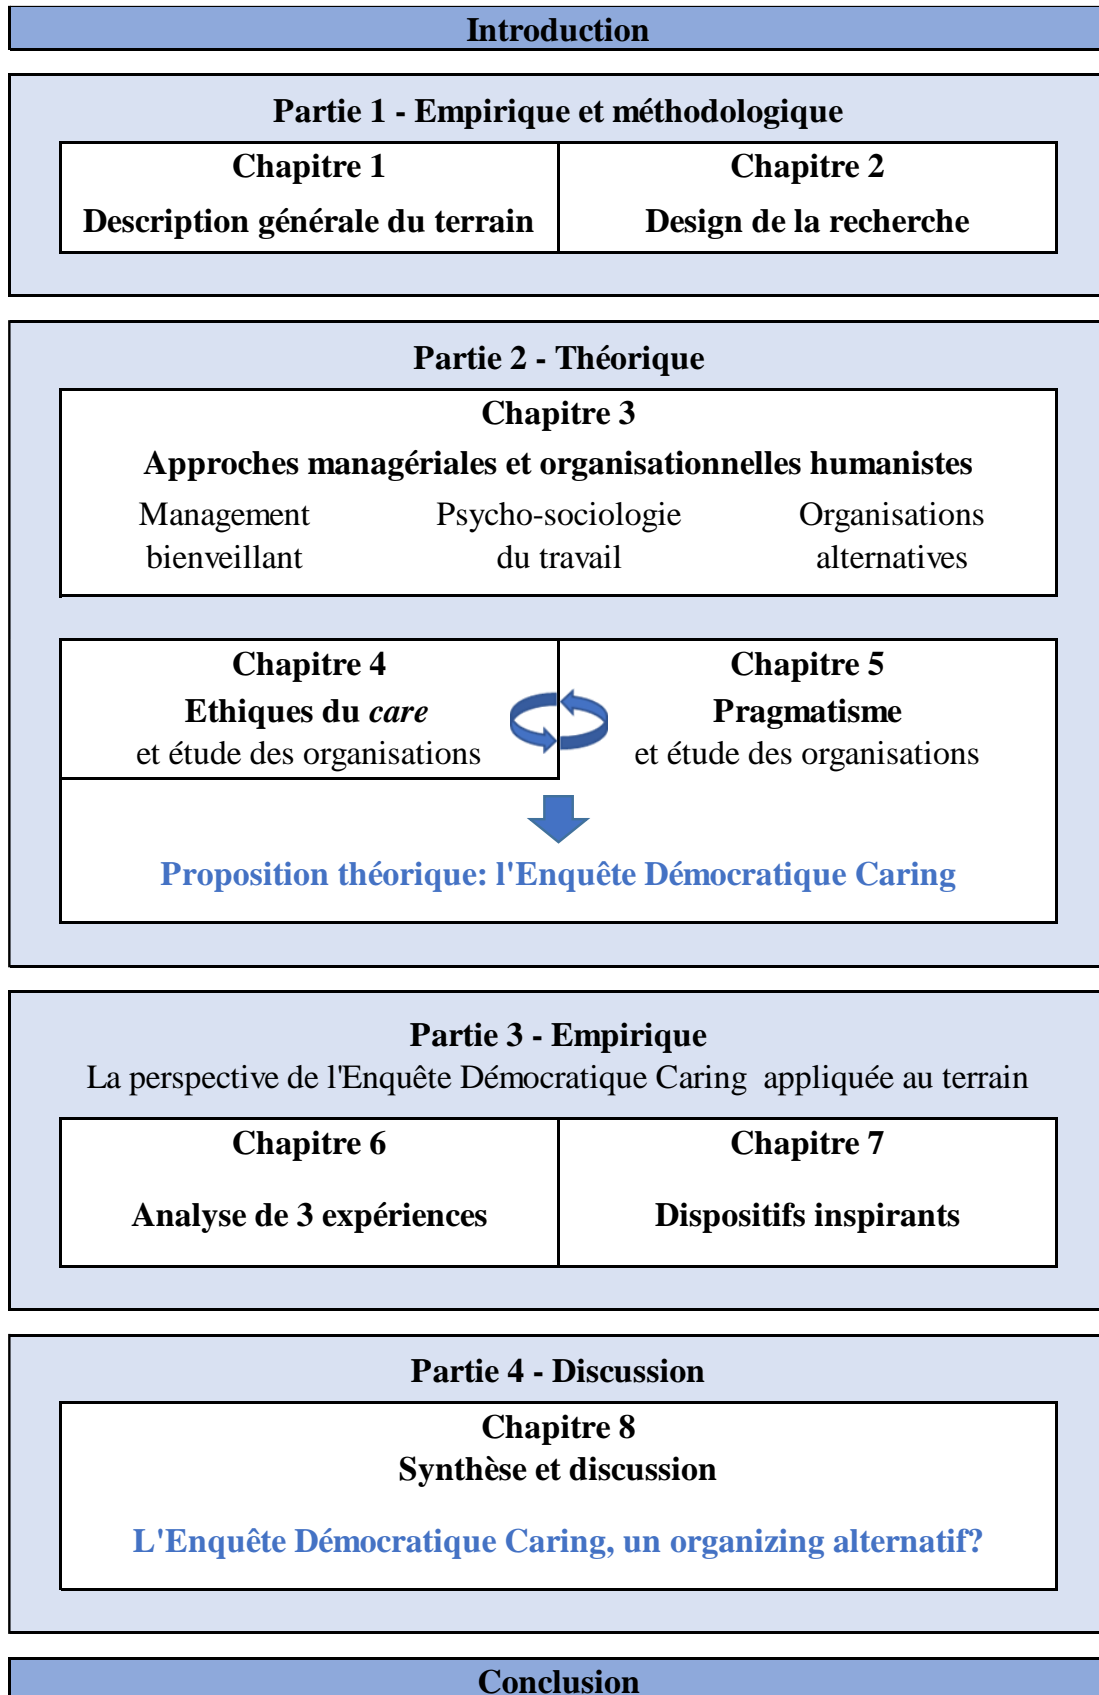 Introduction
Partie 1 - Empirique et méthodologique
Chapitre 1
Description générale du terrain
Chapitre 2
Design de la recherche
Partie 2 - Théorique
Chapitre 3
Approches managériales et organisationnelles humanistes
Management
bienveillant
Psycho-sociologie
du travail
Organisations
alternatives
Chapitre 4
Ethiques du care
et étude des organisations
Chapitre 5
Pragmatisme
et étude des organisations
Proposition théorique: l'Enquête Démocratique Caring
Partie 3 - Empirique
La perspective de l'Enquête Démocratique Caring appliquée au terrain
Chapitre 6
Analyse de 3 expériences
Chapitre 7
Dispositifs inspirants
Partie 4 - Discussion
Chapitre 8
Synthèse et discussion
L'Enquête Démocratique Caring, un organizing alternatif?
Conclusion